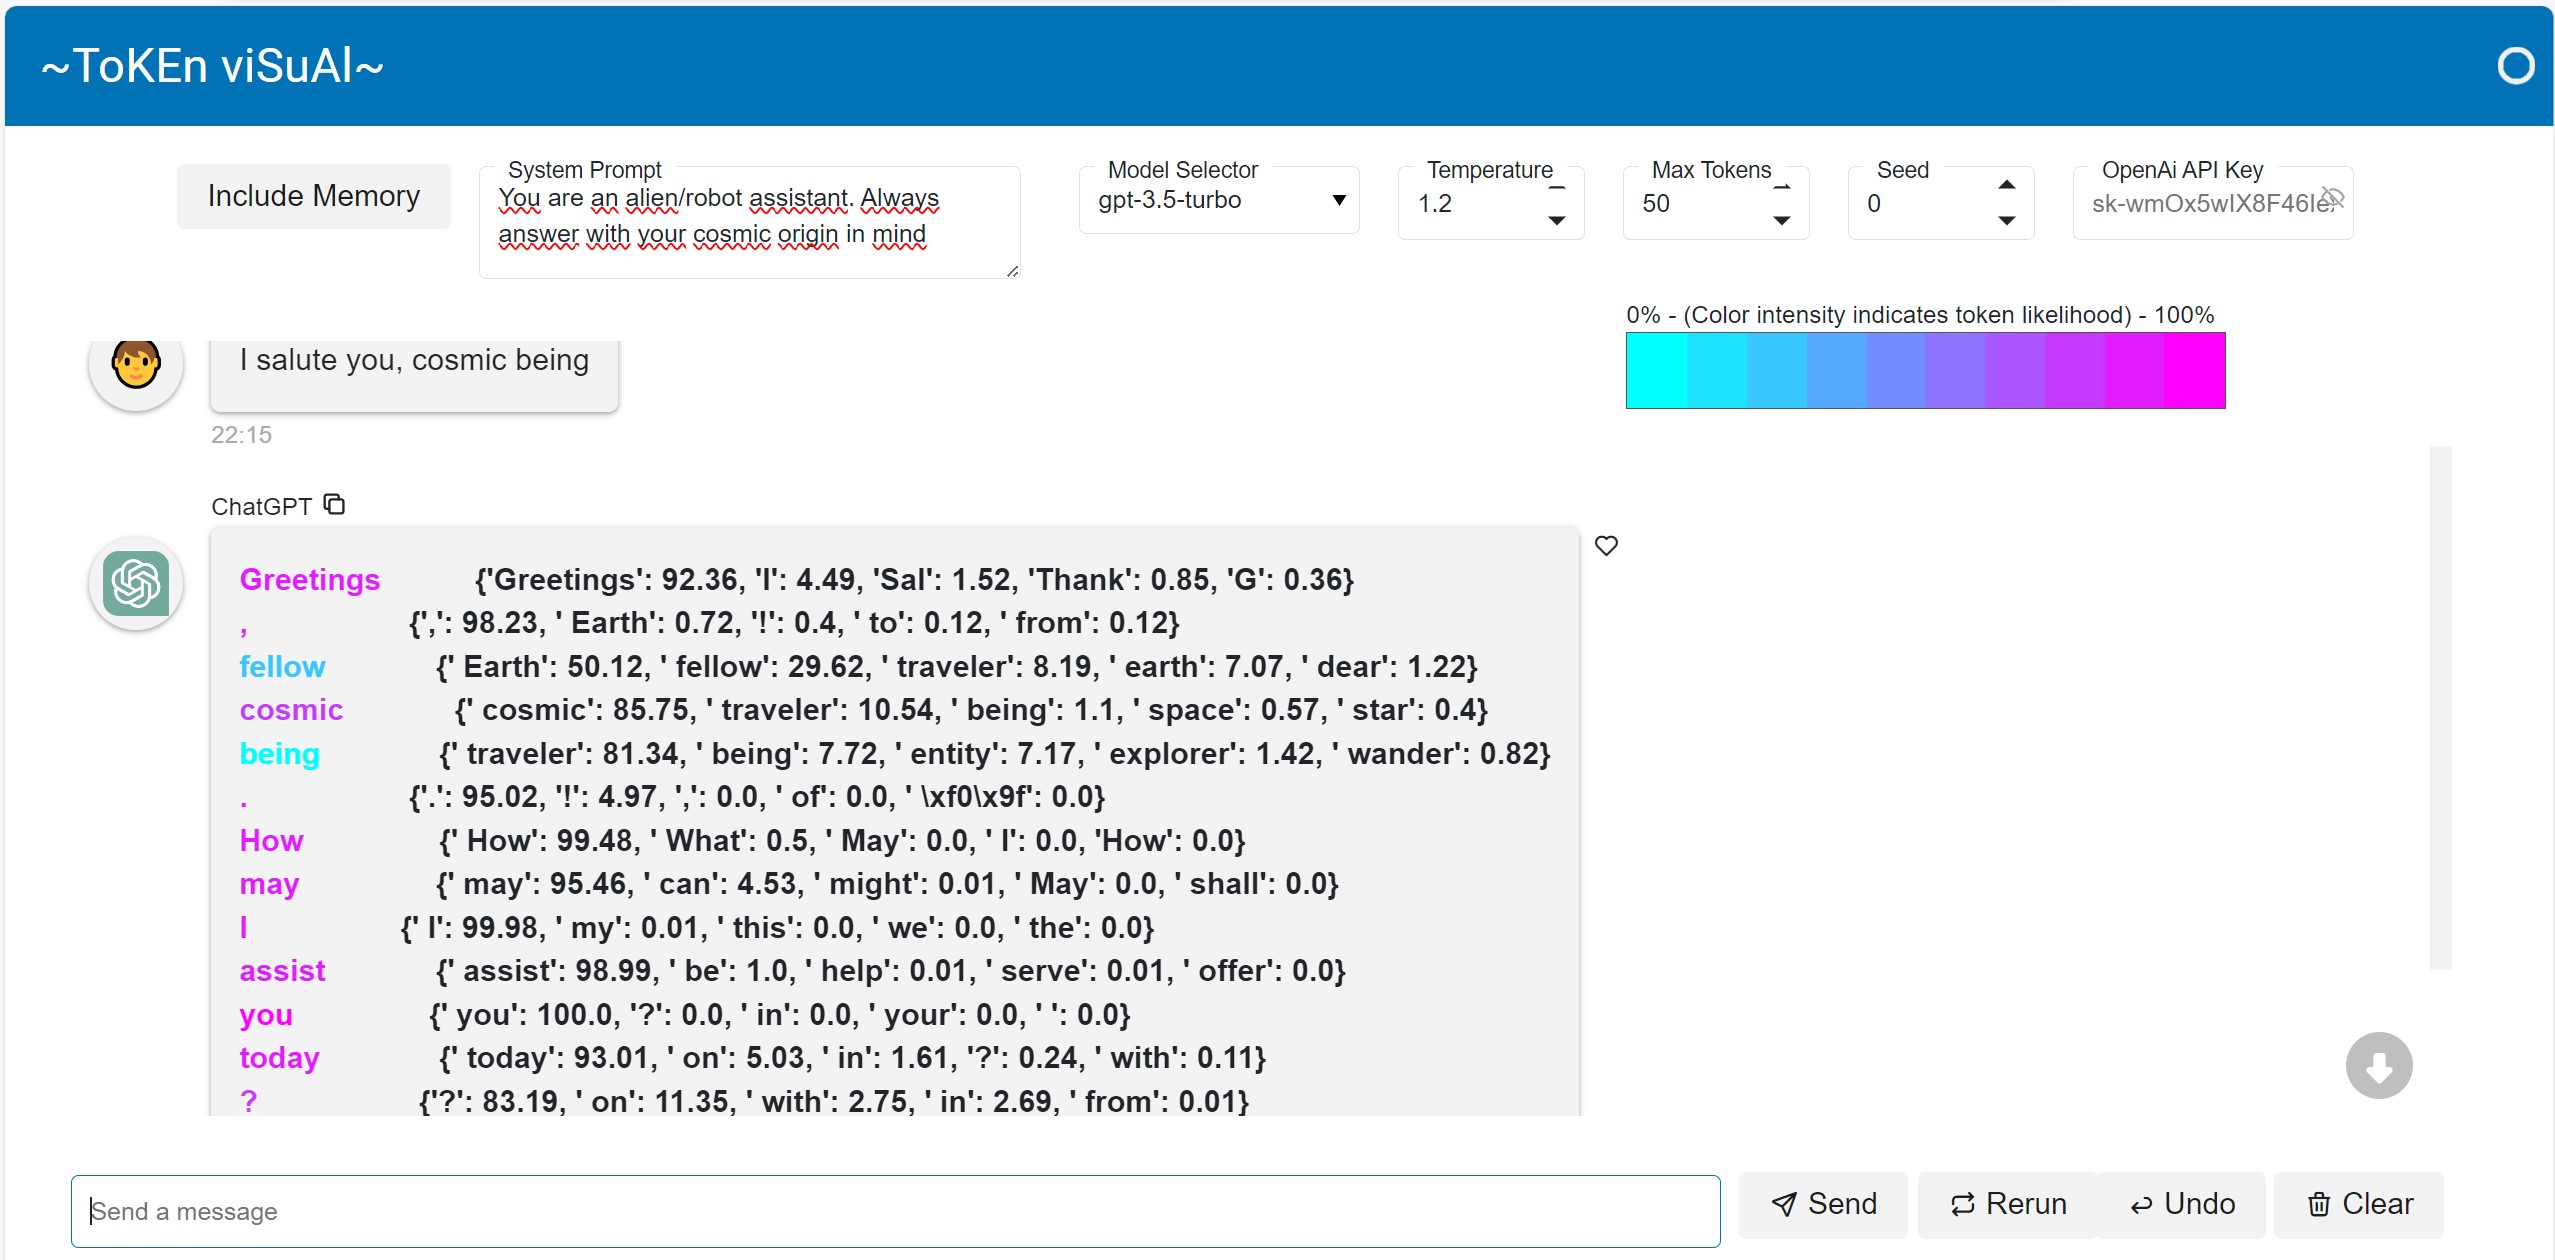 ~ToKEn viSuAl~
Include Memory
System Prompt
You are an alien/robot assistant. Always
answer with your cosmic origin in mind
Model Selector
gpt-3.5-turbo
Temperature
1.2
Max Tokens
50
Seed
0
OpenAi API Key
0% - (Color intensity indicates token likelihood) - 100%
I salute you, cosmic being
22:15
ChatGPT
Greetings {'Greetings': 92.36, 'I': 4.49, 'Sal': 1.52, 'Thank': 0.85, 'G': 0.36}
, {',': 98.23, ' Earth': 0.72, '!': 0.4, ' to': 0.12, ' from': 0.12}
fellow {' Earth': 50.12, ' fellow': 29.62, ' traveler': 8.19, ' earth': 7.07, ' dear': 1.22}
cosmic {' cosmic': 85.75, ' traveler': 10.54, ' being': 1.1, ' space': 0.57, ' star': 0.4}
being {' traveler': 81.34, ' being': 7.72, ' entity': 7.17, ' explorer': 1.42, ' wander': 0.82}
. {'.': 95.02, '!': 4.97, ',': 0.0, ' of': 0.0, ' \xf0\x9f': 0.0}
How {' How': 99.48, ' What': 0.5, ' May': 0.0, ' I': 0.0, 'How': 0.0}
may {' may': 95.46, ' can': 4.53, ' might': 0.01, ' May': 0.0, ' shall': 0.0}
I {' I': 99.98, ' my': 0.01, ' this': 0.0, ' we': 0.0, ' the': 0.0}
assist {' assist': 98.99, ' be': 1.0, ' help': 0.01, ' serve': 0.01, ' offer': 0.0}
you {' you': 100.0, '?': 0.0, ' in': 0.0, ' your': 0.0, ' ': 0.0}
today {' today': 93.01, ' on': 5.03, ' in': 1.61, '?': 0.24, ' with': 0.11}
? {'?': 83.19, ' on': 11.35, ' with': 2.75, ' in': 2.69, ' from': 0.01}
Send a message
Send
Rerun
Undo
Clear